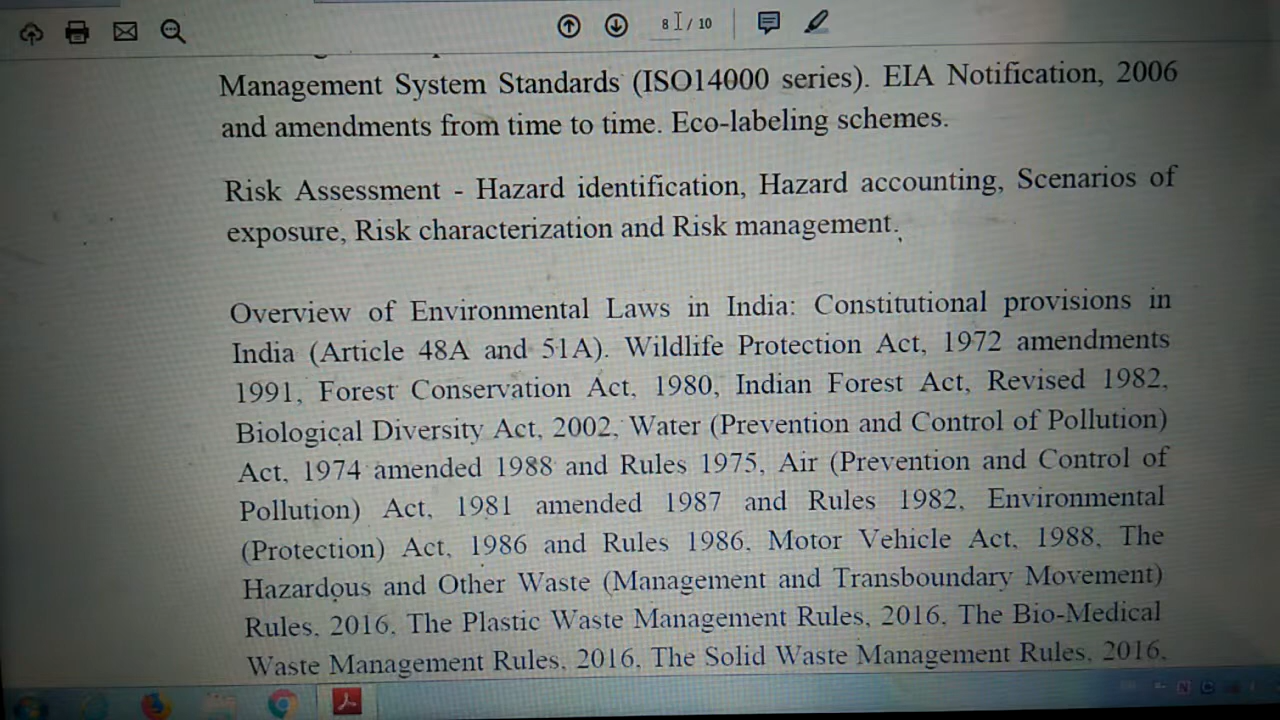 8 / 10
Management System Standards (ISO14000 series). EIA Notification, 2006
and amendments from time to time. Eco-labeling schemes.
Risk Assessment - Hazard identification, Hazard accounting, Scenarios of
exposure, Risk characterization and Risk management.
Overview of Environmental Laws in India: Constitutional provisions in
India (Article 48A and 51A). Wildlife Protection Act, 1972 amendments
1991, Forest Conservation Act, 1980, Indian Forest Act, Revised 1982,
Biological Diversity Act, 2002, Water (Prevention and Control of Pollution)
Act, 1974 amended 1988 and Rules 1975, Air (Prevention and Control of
Pollution) Act, 1981 amended 1987 and Rules 1982, Environmental
(Protection) Act, 1986 and Rules 1986, Motor Vehicle Act, 1988, The
Hazardous and Other Waste (Management and Transboundary Movement)
Rules, 2016, The Plastic Waste Management Rules, 2016, The Bio-Medical
Waste Management Rules, 2016, The Solid Waste Management Rules, 2016,